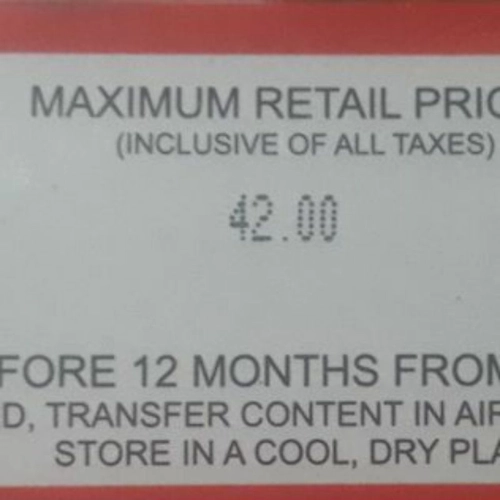 MAXIMUM RETAIL PRIC
(INCLUSIVE OF ALL TAXES)
42.00
FORE 12 MONTHS FROM
D, TRANSFER CONTENT IN AIR
STORE IN A COOL, DRY PLA